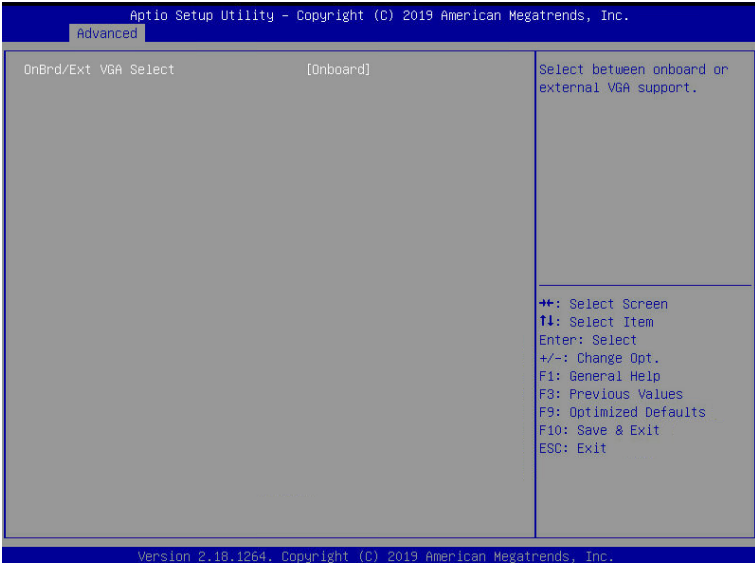 Aptio Setup Utility – Copyright (C) 2019 American Megatrends, Inc.
Advanced
OnBrd/Ext VGA Select [Onboard]
Select between onboard or
external VGA support.
→←: Select Screen
↑↓: Select Item
Enter: Select
+/-: Change Opt.
F1: General Help
F3: Previous Values
F9: Optimized Defaults
F10: Save & Exit
ESC: Exit
Version 2.18.1264. Copyright (C) 2019 American Megatrends, Inc.